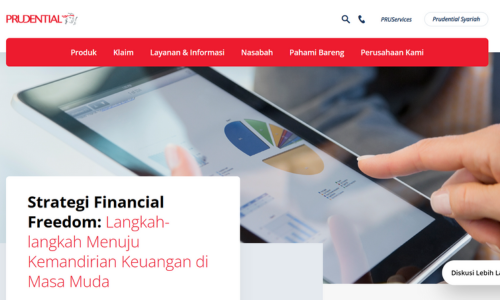 PRUDENTIAL
PRUServices
Prudential Syariah
Produk Klaim Layanan & Informasi Nasabah Pahami Bareng Perusahaan Kami
Strategi Financial
Freedom: Langkah-
langkah Menuju
Kemandirian Keuangan di
Masa Muda
Diskusi Lebih La